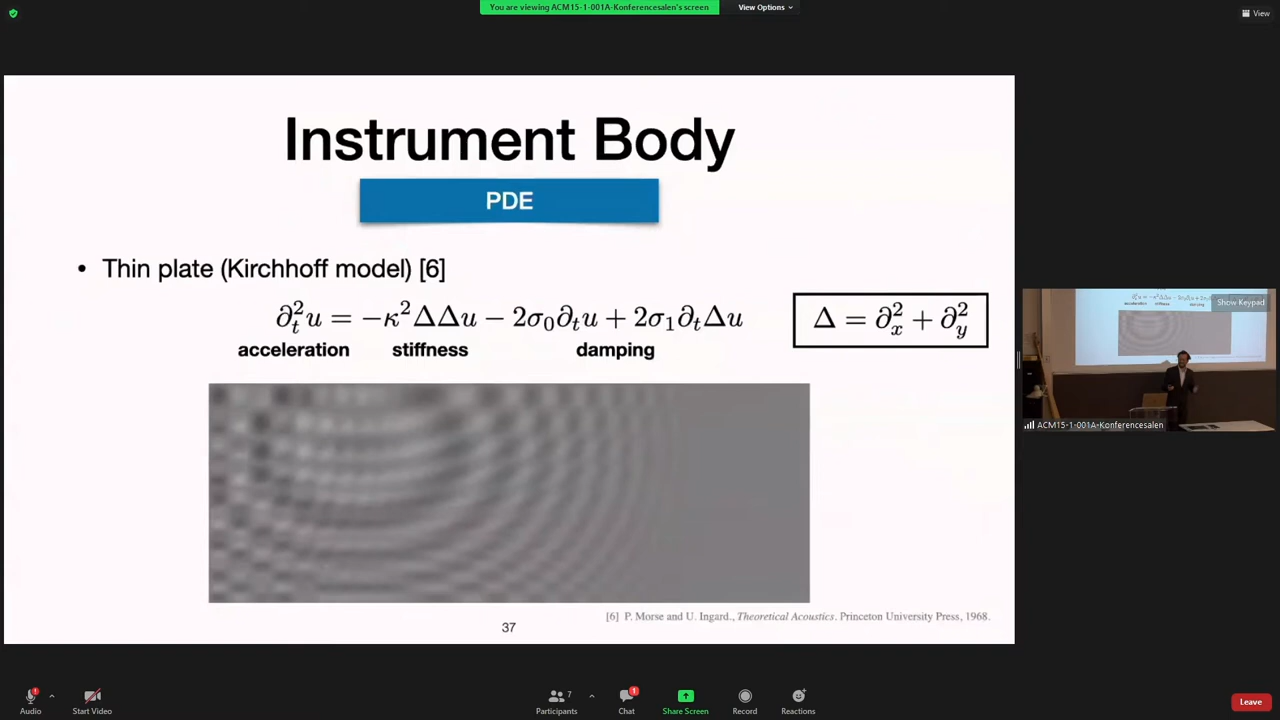 You are viewing ACM15-1-001A-Konferencesalen's screen
View Options
View
Instrument Body
PDE
• Thin plate (Kirchhoff model) [6]
∂²ₜu = −κ²ΔΔu − 2σ₀∂ₜu + 2σ₁∂ₜΔu
Δ = ∂²ₓ + ∂²ᵧ
acceleration stiffness damping
Show Keypad
ACM15-1-001A-Konferencesalen
[6] P. Morse and U. Ingard., Theoretical Acoustics. Princeton University Press, 1968.
37
Audio
Start Video
Participants 7
Chat 1
Share Screen
Record
Reactions
Leave